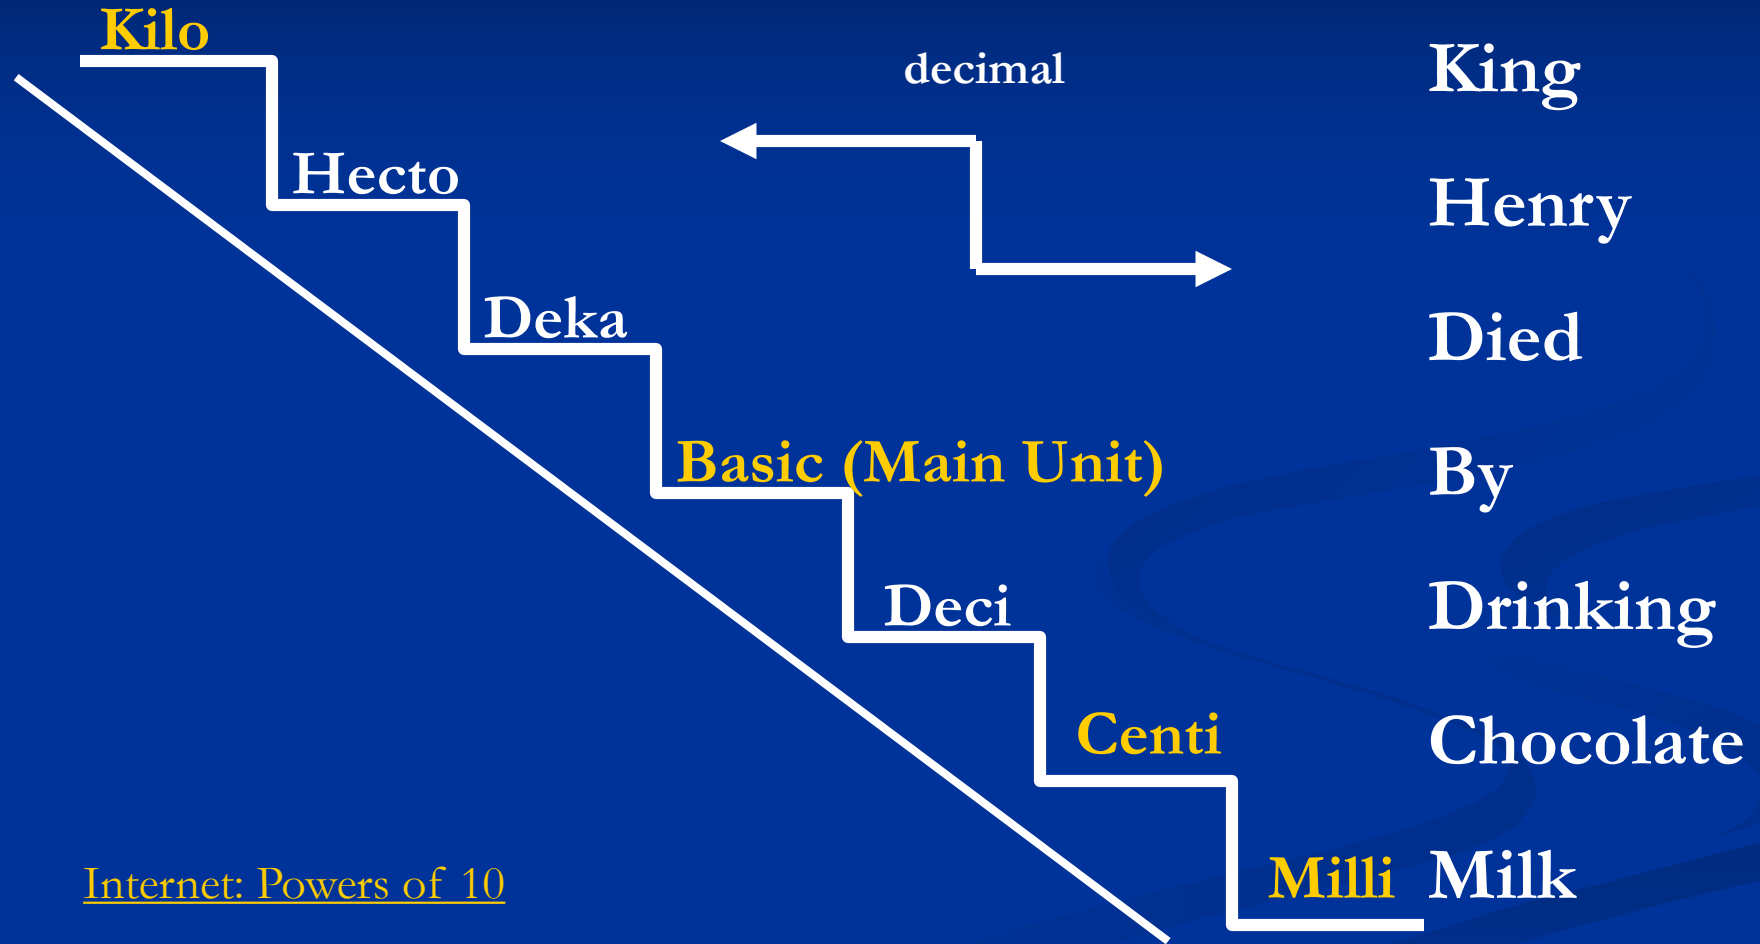 Kilo
decimal
King
Hecto
Henry
Deka
Died
Basic (Main Unit)
By
Deci
Drinking
Centi
Chocolate
Milli
Milk
Internet: Powers of 10